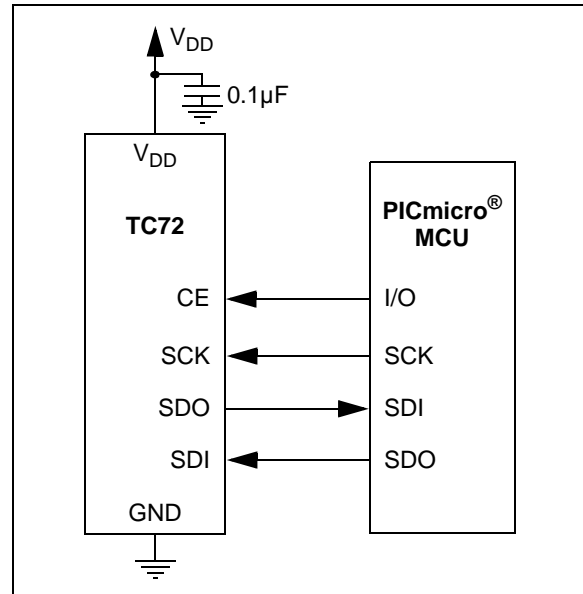 VDD
0.1µF
VDD
TC72
PICmicro®
MCU
CE
I/O
SCK
SCK
SDO
SDI
SDI
SDO
GND